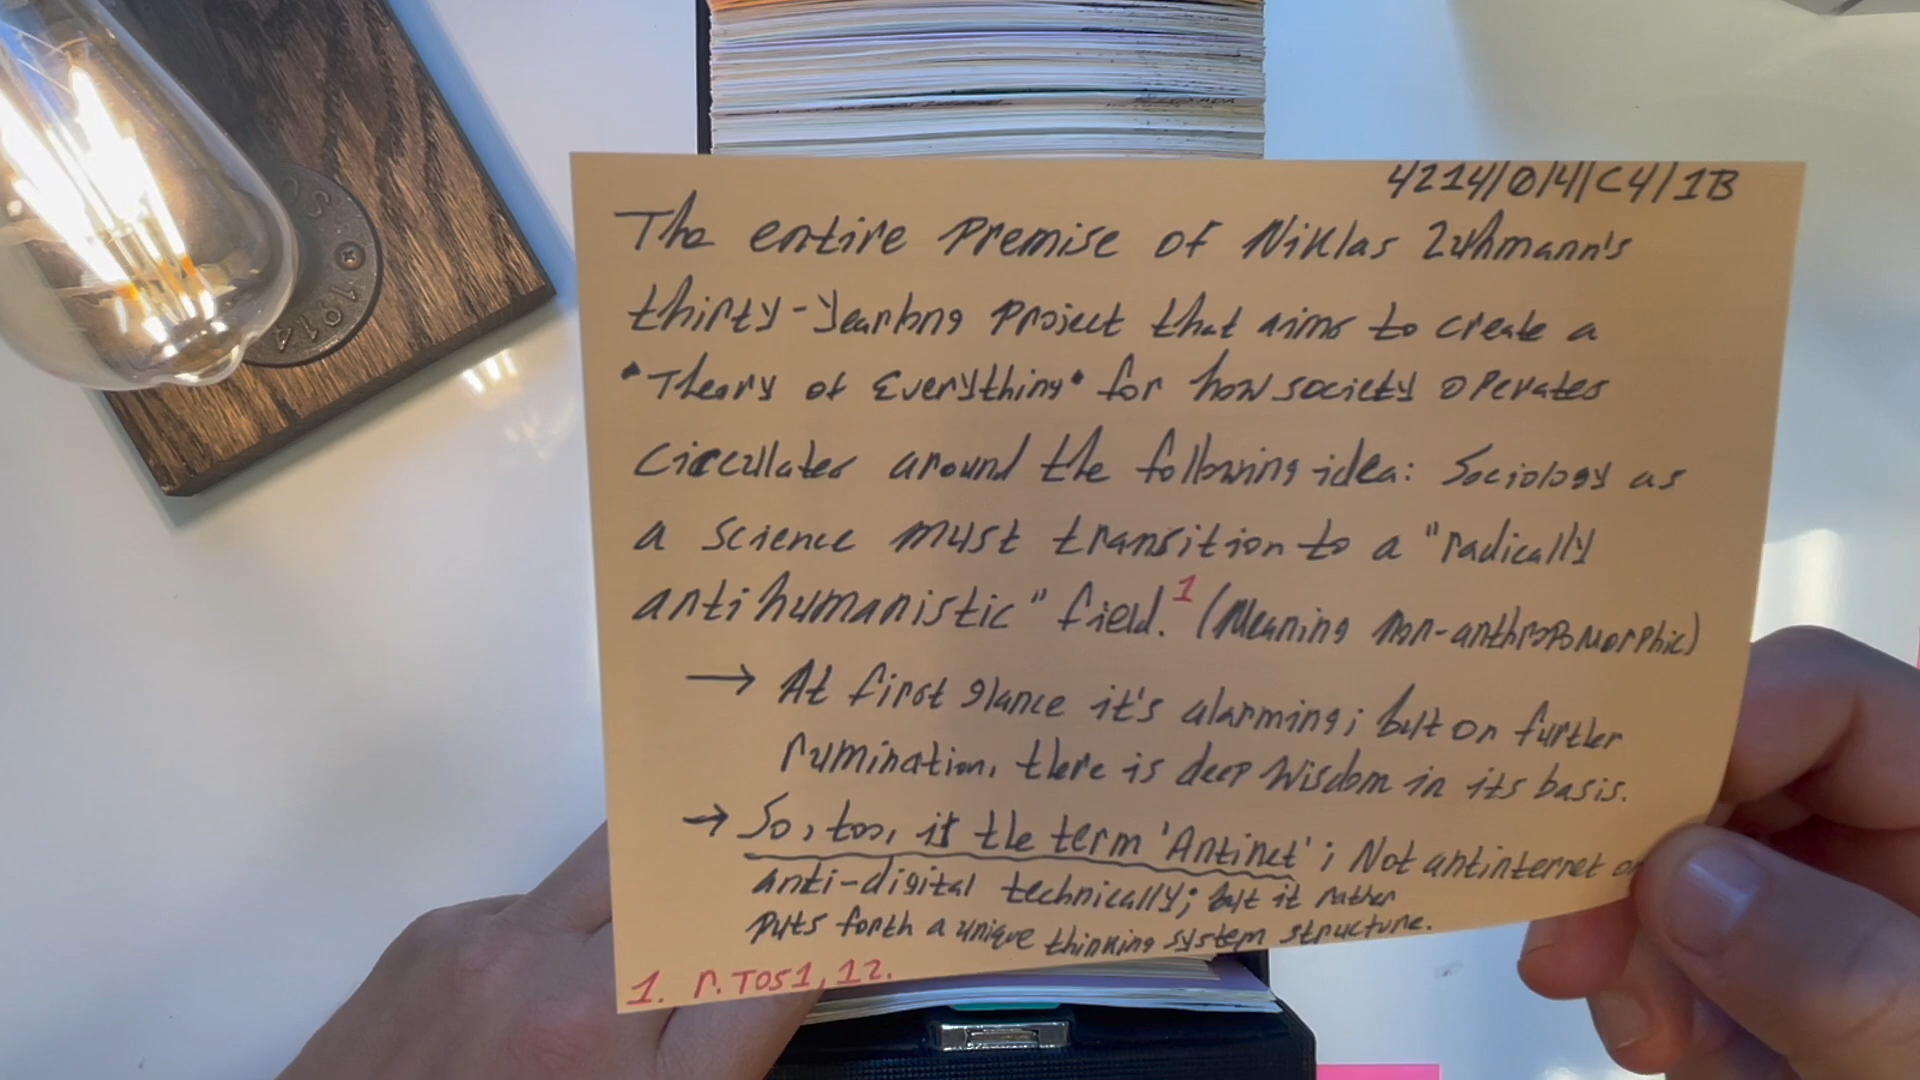 4214/0/4/C4/1B
The entire premise of Niklas Luhmann's
thirty-yearlong project that aims to create a
"Theory of Everything" for how society operates
circulates around the following idea: Sociology as
a science must transition to a "radically
antihumanistic" field.1 (Meaning non-anthropomorphic)
→ At first glance it's alarming; but on further
rumination, there is deep wisdom in its basis.
→ So, too, is the term 'Antinet'; Not antinternet or
anti-digital technically; but it rather
puts forth a unique thinking system structure.
1. r.TOS1, 12.
1914